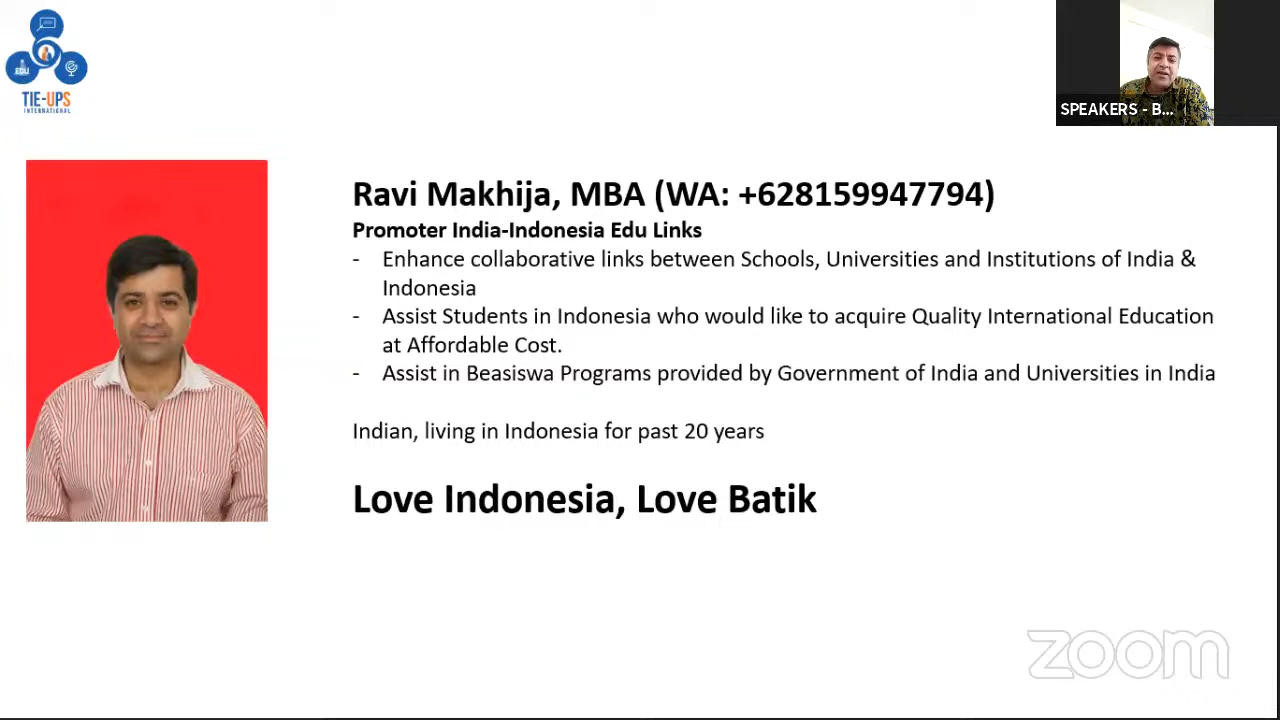 TIE-UPS
INTERNATIONAL
EDU
SPEAKERS - B...
Ravi Makhija, MBA (WA: +628159947794)
Promoter India-Indonesia Edu Links
- Enhance collaborative links between Schools, Universities and Institutions of India &
Indonesia
- Assist Students in Indonesia who would like to acquire Quality International Education
at Affordable Cost.
- Assist in Beasiswa Programs provided by Government of India and Universities in India
Indian, living in Indonesia for past 20 years
Love Indonesia, Love Batik
zoom